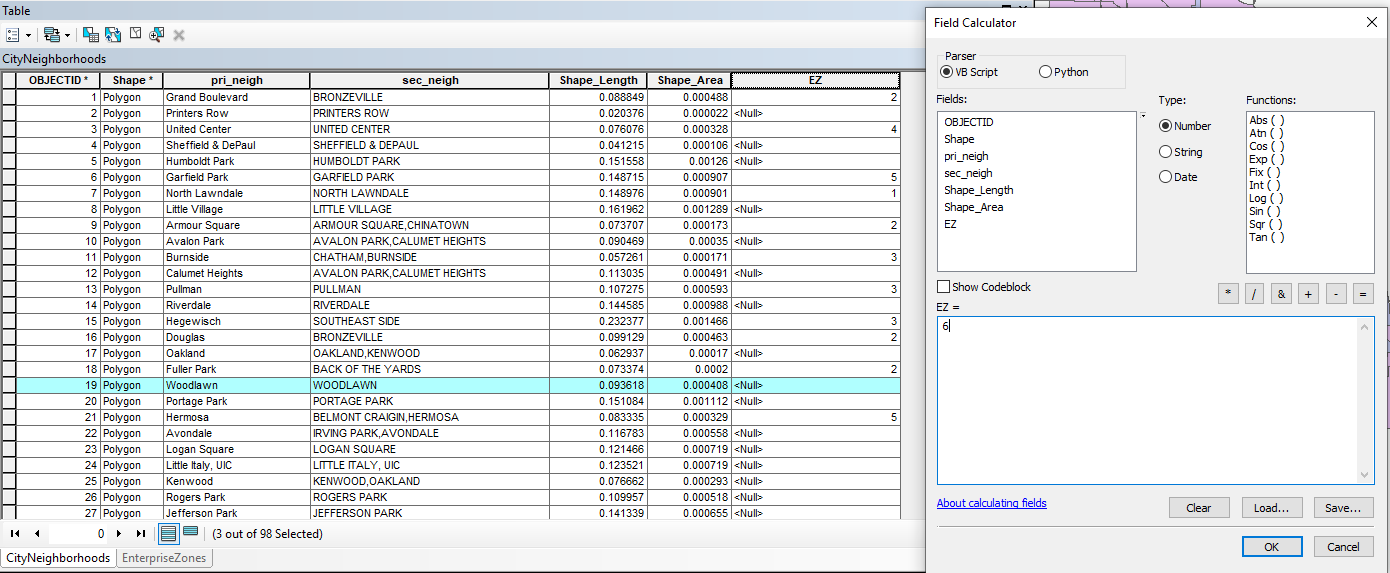 Table
CityNeighborhoods
OBJECTID * Shape * pri_neigh sec_neigh Shape_Length Shape_Area EZ
1 Polygon Grand Boulevard BRONZEVILLE 0.088849 0.000488 2
2 Polygon Printers Row PRINTERS ROW 0.020376 0.000022 <Null>
3 Polygon United Center UNITED CENTER 0.076076 0.000328 4
4 Polygon Sheffield & DePaul SHEFFIELD & DEPAUL 0.041215 0.000106 <Null>
5 Polygon Humboldt Park HUMBOLDT PARK 0.151558 0.00126 <Null>
6 Polygon Garfield Park GARFIELD PARK 0.148715 0.000907 5
7 Polygon North Lawndale NORTH LAWNDALE 0.148976 0.000901 1
8 Polygon Little Village LITTLE VILLAGE 0.161962 0.001289 <Null>
9 Polygon Armour Square ARMOUR SQUARE,CHINATOWN 0.073707 0.000173 2
10 Polygon Avalon Park AVALON PARK,CALUMET HEIGHTS 0.090469 0.00035 <Null>
11 Polygon Burnside CHATHAM,BURNSIDE 0.057261 0.000171 3
12 Polygon Calumet Heights AVALON PARK,CALUMET HEIGHTS 0.113035 0.000491 <Null>
13 Polygon Pullman PULLMAN 0.107275 0.000593 3
14 Polygon Riverdale RIVERDALE 0.144585 0.000988 <Null>
15 Polygon Hegewisch SOUTHEAST SIDE 0.232377 0.001466 3
16 Polygon Douglas BRONZEVILLE 0.099129 0.000463 2
17 Polygon Oakland OAKLAND,KENWOOD 0.062937 0.00017 <Null>
18 Polygon Fuller Park BACK OF THE YARDS 0.073374 0.0002 2
19 Polygon Woodlawn WOODLAWN 0.093618 0.000408 <Null>
20 Polygon Portage Park PORTAGE PARK 0.151084 0.001112 <Null>
21 Polygon Hermosa BELMONT CRAIGIN,HERMOSA 0.083335 0.000329 5
22 Polygon Avondale IRVING PARK,AVONDALE 0.116783 0.000558 <Null>
23 Polygon Logan Square LOGAN SQUARE 0.121466 0.000719 <Null>
24 Polygon Little Italy, UIC LITTLE ITALY, UIC 0.123521 0.000719 <Null>
25 Polygon Kenwood KENWOOD,OAKLAND 0.076662 0.000293 <Null>
26 Polygon Rogers Park ROGERS PARK 0.109957 0.000518 <Null>
27 Polygon Jefferson Park JEFFERSON PARK 0.141339 0.000655 <Null>
0 (3 out of 98 Selected)
CityNeighborhoods EnterpriseZones
Field Calculator
Parser
VB Script Python
Fields:
OBJECTID
Shape
pri_neigh
sec_neigh
Shape_Length
Shape_Area
EZ
Type:
Number
String
Date
Functions:
Abs ( )
Atn ( )
Cos ( )
Exp ( )
Fix ( )
Int ( )
Log ( )
Sin ( )
Sqr ( )
Tan ( )
Show Codeblock
* / & + - =
EZ =
6
About calculating fields Clear Load... Save...
OK Cancel